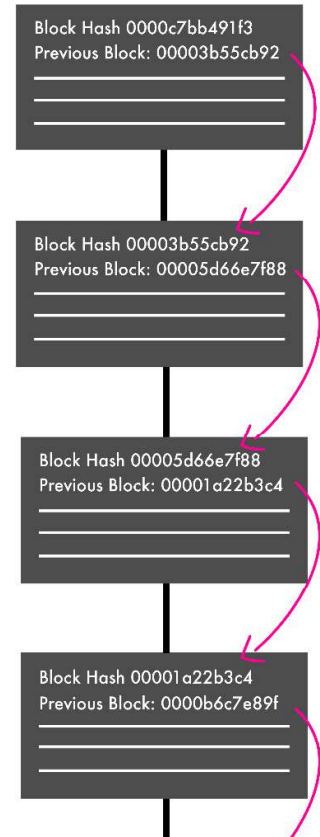 Block Hash 0000c7bb491f3
Previous Block: 00003b55cb92
Block Hash 00003b55cb92
Previous Block: 00005d66e7f88
Block Hash 00005d66e7f88
Previous Block: 00001a22b3c4
Block Hash 00001a22b3c4
Previous Block: 0000b6c7e89f